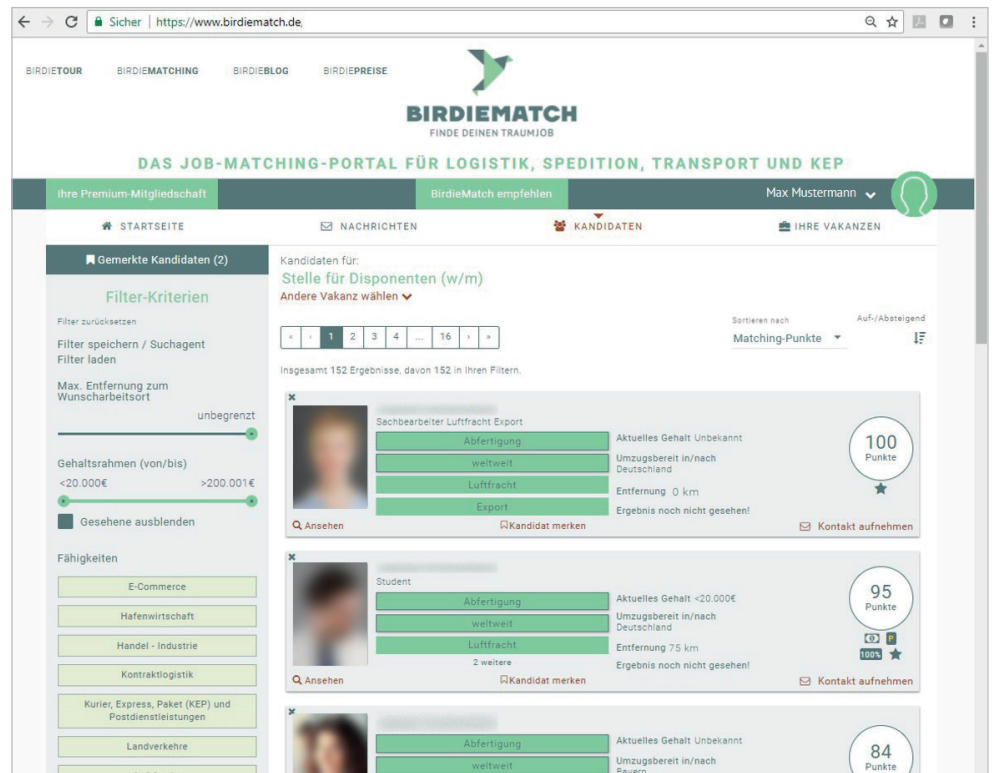 Sicher | https://www.birdiematch.de,
BIRDIETOUR BIRDIEMATCHING BIRDIEBLOG BIRDIEPREISE
BIRDIEMATCH
FINDE DEINEN TRAUMJOB
DAS JOB-MATCHING-PORTAL FÜR LOGISTIK, SPEDITION, TRANSPORT UND KEP
Ihre Premium-Mitgliedschaft BirdieMatch empfehlen Max Mustermann
STARTSEITE NACHRICHTEN KANDIDATEN IHRE VAKANZEN
Gemerkte Kandidaten (2)
Filter-Kriterien
Filter zurücksetzen
Filter speichern / Suchagent
Filter laden
Max. Entfernung zum
Wunscharbeitsort
unbegrenzt
Gehaltsrahmen (von/bis)
<20.000€ >200.001€
Gesehene ausblenden
Fähigkeiten
E-Commerce
Hafenwirtschaft
Handel - Industrie
Kontraktlogistik
Kurier, Express, Paket (KEP) und
Postdienstleistungen
Landverkehre
Kandidaten für:
Stelle für Disponenten (w/m)
Andere Vakanz wählen
« ‹ 1 2 3 4 ... 16 › »
Sortieren nach Auf-/Absteigend
Matching-Punkte
Insgesamt 152 Ergebnisse, davon 152 in Ihren Filtern.
Sachbearbeiter Luftfracht Export
Abfertigung
weltweit
Luftfracht
Export
Aktuelles Gehalt Unbekannt
Umzugsbereit in/nach
Deutschland
Entfernung 0 km
Ergebnis noch nicht gesehen!
100
Punkte
Ansehen Kandidat merken Kontakt aufnehmen
Student
Abfertigung
weltweit
Luftfracht
2 weitere
Aktuelles Gehalt <20.000€
Umzugsbereit in/nach
Deutschland
Entfernung 75 km
Ergebnis noch nicht gesehen!
95
Punkte
P
100%
Ansehen Kandidat merken Kontakt aufnehmen
Abfertigung
weltweit
Aktuelles Gehalt Unbekannt
Umzugsbereit in/nach
Bayern
84
Punkte